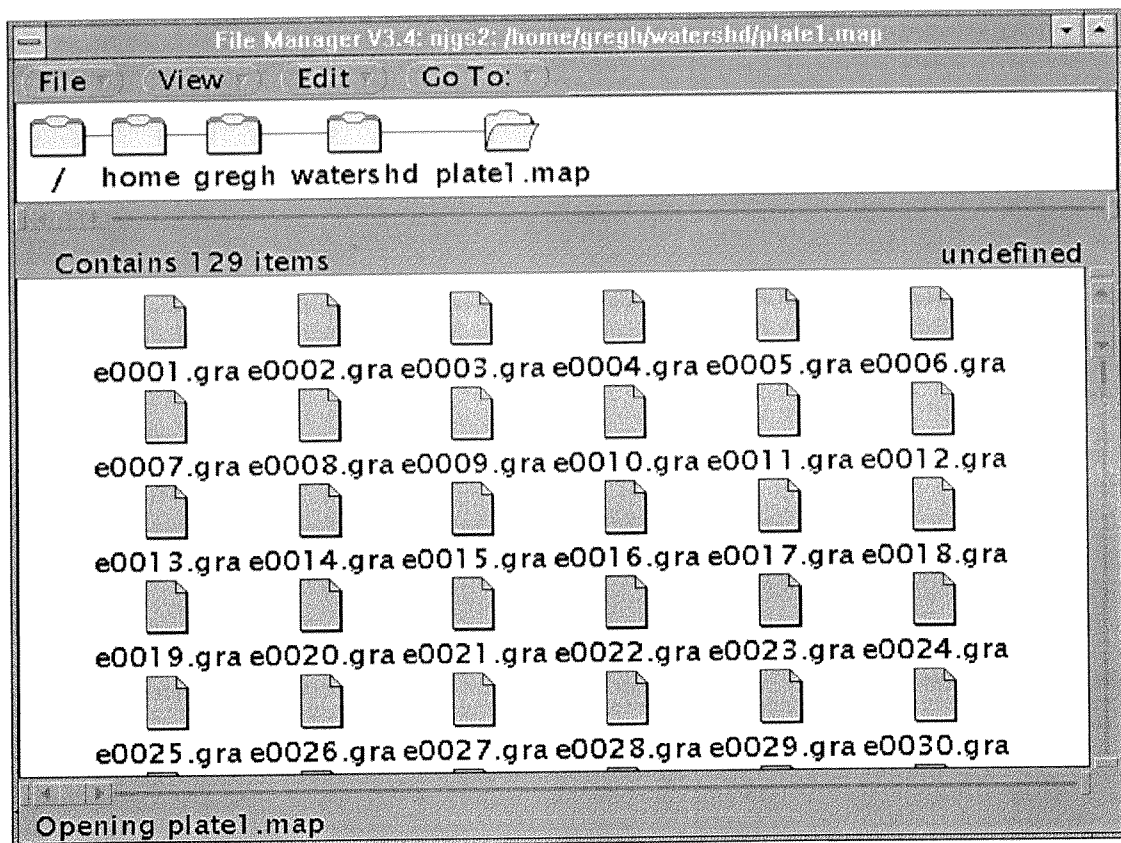 File Manager V3.4: njgs2: /home/gregh/watershd/plate1.map
File View Edit Go To:
/ home gregh watershd plate1.map
Contains 129 items undefined
e0001.gra e0002.gra e0003.gra e0004.gra e0005.gra e0006.gra
e0007.gra e0008.gra e0009.gra e0010.gra e0011.gra e0012.gra
e0013.gra e0014.gra e0015.gra e0016.gra e0017.gra e0018.gra
e0019.gra e0020.gra e0021.gra e0022.gra e0023.gra e0024.gra
e0025.gra e0026.gra e0027.gra e0028.gra e0029.gra e0030.gra
Opening plate1.map